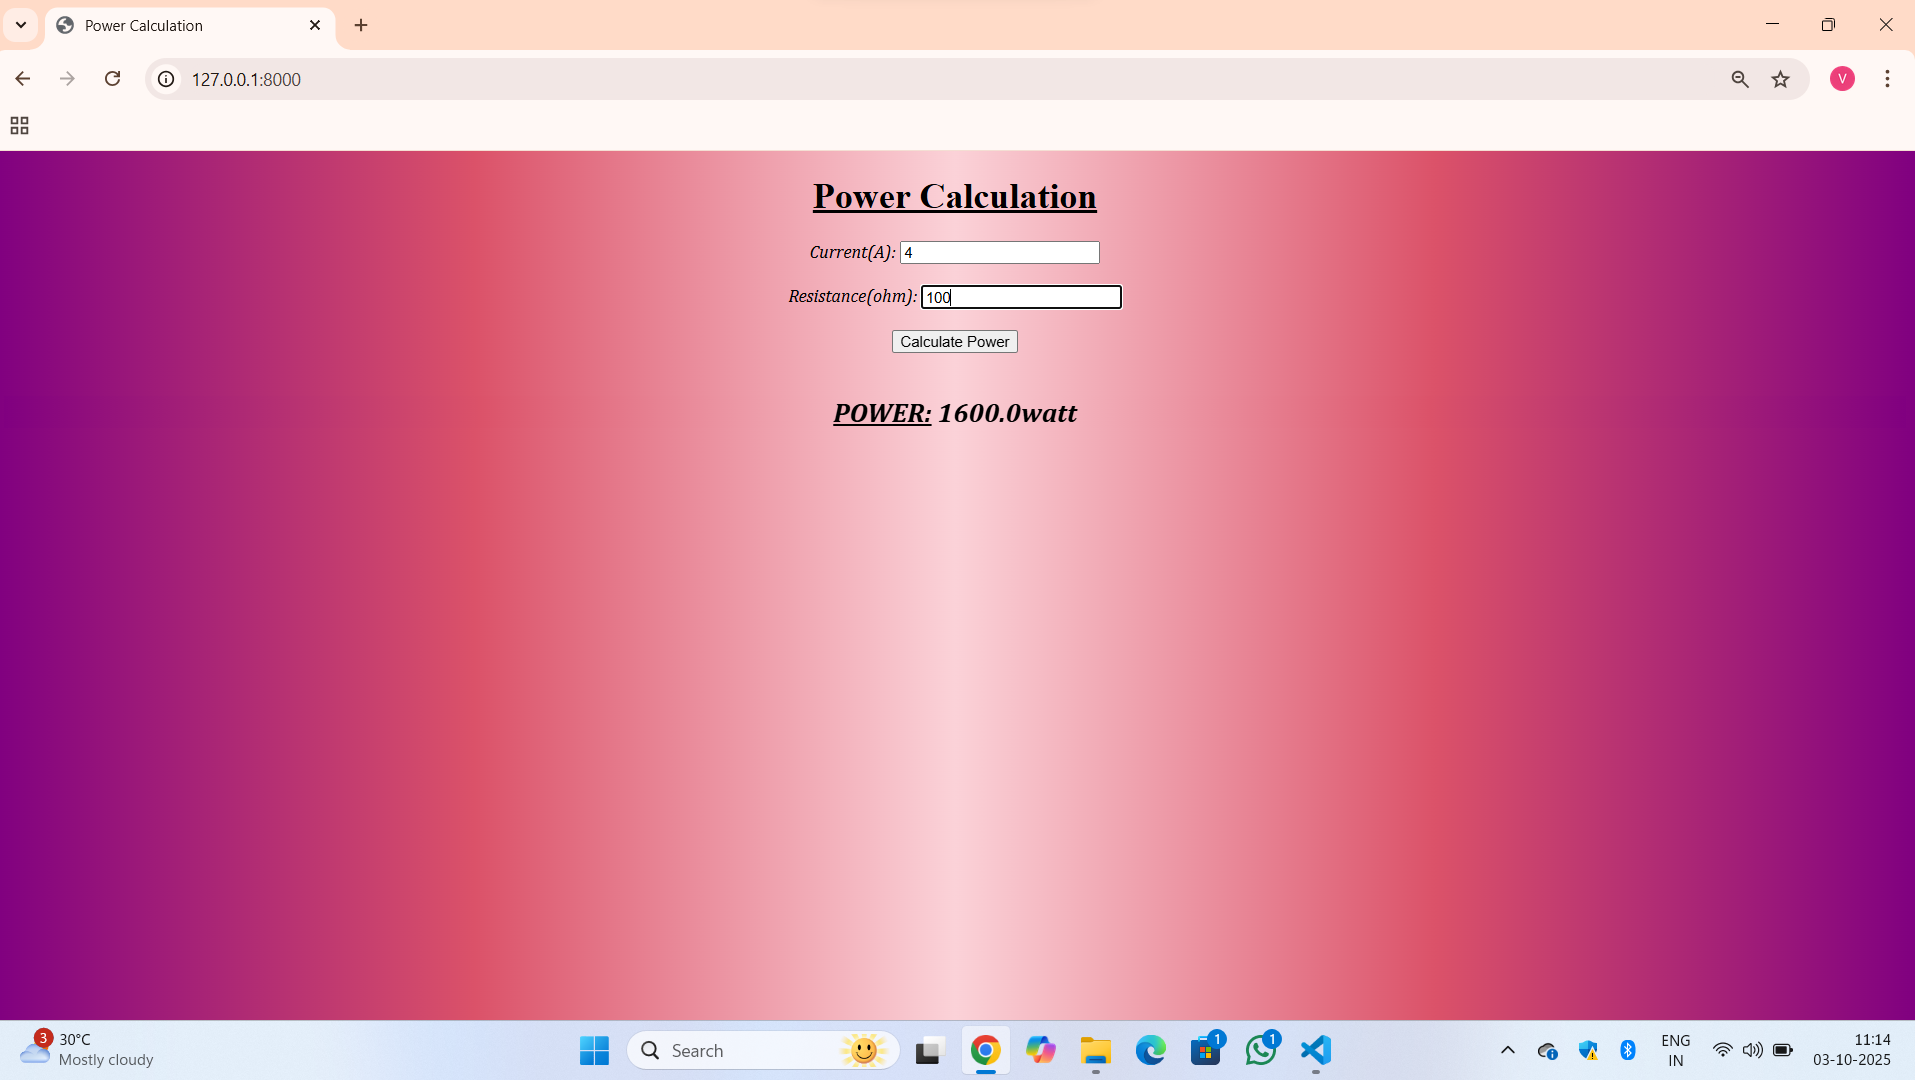 Power Calculation
127.0.0.1:8000
V
Power Calculation
Current(A): 4
Resistance(ohm): 100
Calculate Power
POWER: 1600.0watt
3
30°C
Mostly cloudy
Search
1
1
ENG
IN
11:14
03-10-2025